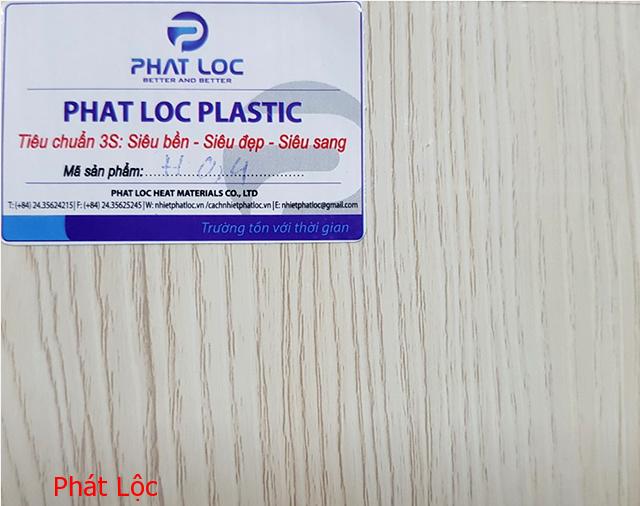 PHAT LOC
BETTER AND BETTER
PHAT LOC PLASTIC
Tiêu chuẩn 3S: Siêu bền - Siêu đẹp - Siêu sang
Mã sản phẩm:
PHAT LOC HEAT MATERIALS CO., LTD
T: (+84) 24.35624215| F: (+84) 24.35625245| W: nhietphatloc.vn /cachnhietphatloc.vn |E: nhietphatloc@gmail.com
Trường tồn với thời gian
Phát Lộc